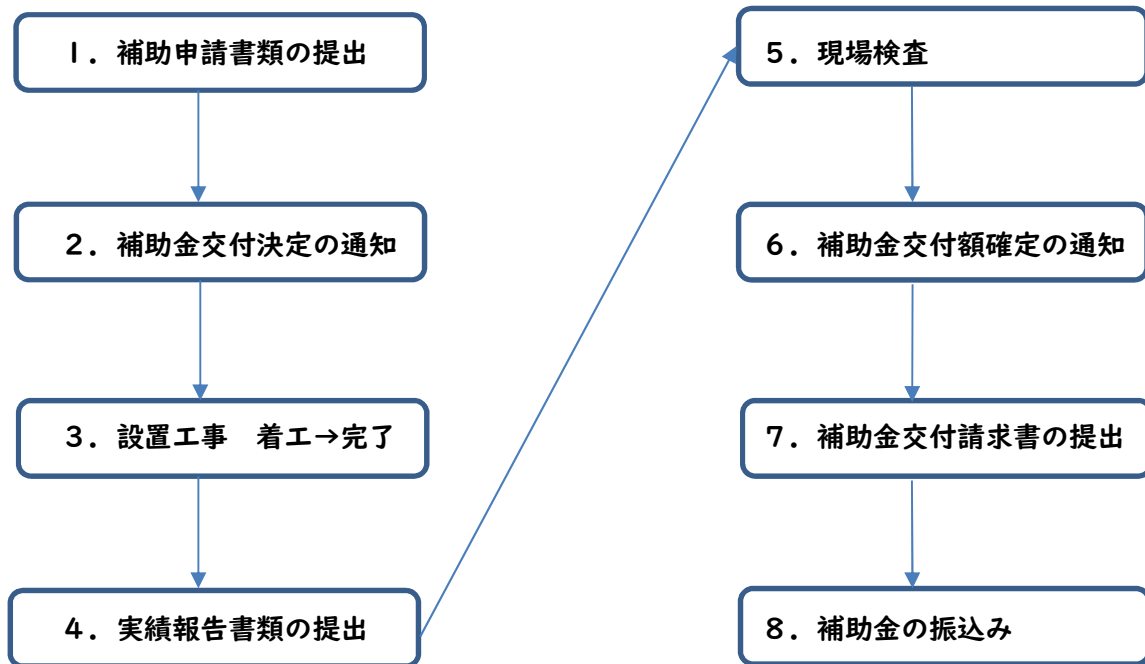 １．補助申請書類の提出
２．補助金交付決定の通知
３．設置工事　着工→完了
４．実績報告書類の提出
５．現場検査
６．補助金交付額確定の通知
７．補助金交付請求書の提出
８．補助金の振込み